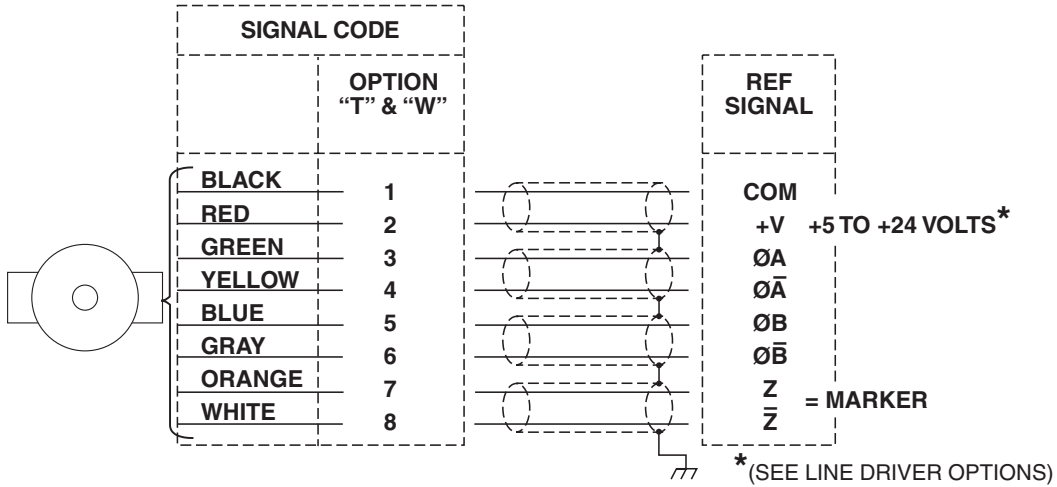 SIGNAL CODE
OPTION
“T” & “W”
REF
SIGNAL
BLACK 1 COM
RED 2 +V +5 TO +24 VOLTS*
GREEN 3 ØA
YELLOW 4 ØA̅
BLUE 5 ØB
GRAY 6 ØB̅
ORANGE 7 Z
= MARKER
WHITE 8 Z̅
*(SEE LINE DRIVER OPTIONS)